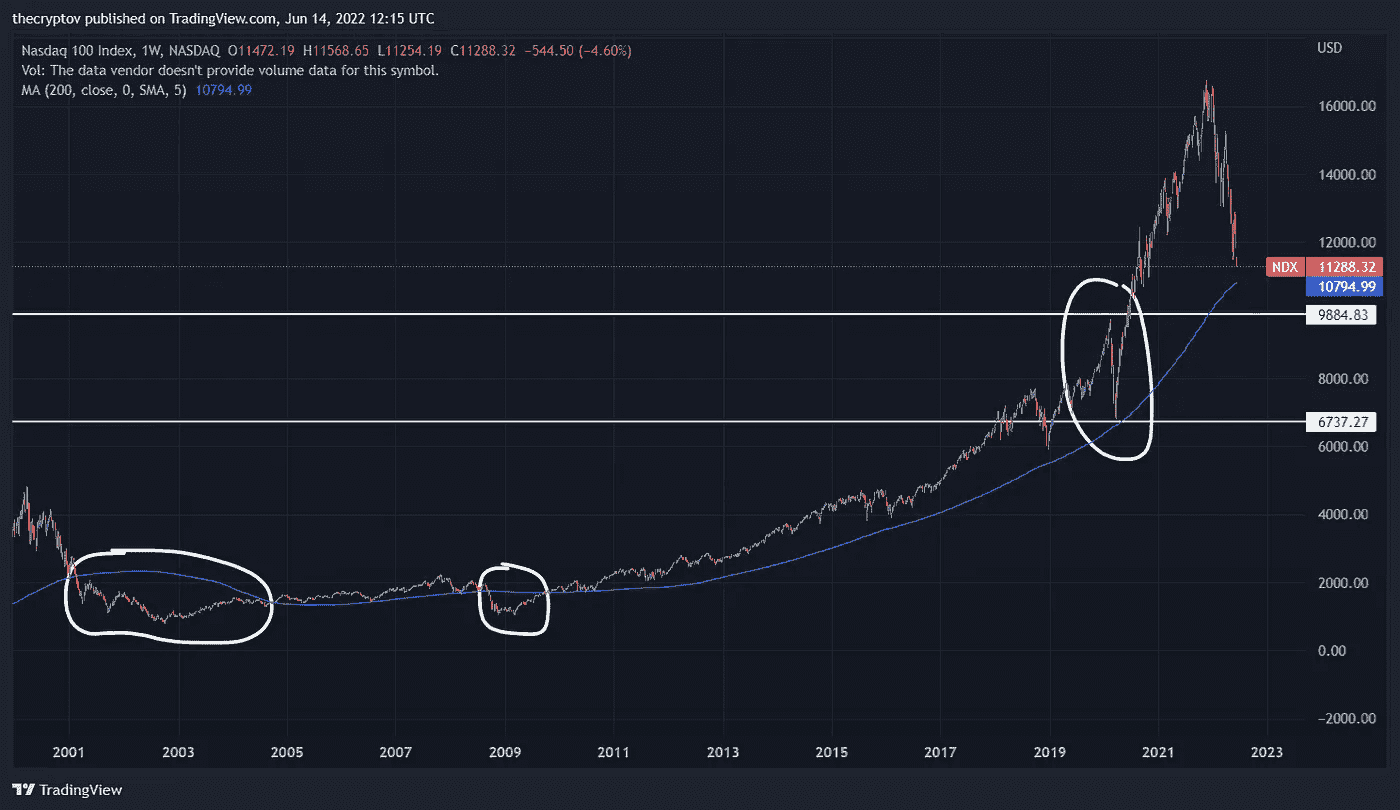 thecryptov published on TradingView.com, Jun 14, 2022 12:15 UTC
Nasdaq 100 Index, 1W, NASDAQ O11472.19 H11568.65 L11254.19 C11288.32 −544.50 (−4.60%)
USD
Vol: The data vendor doesn't provide volume data for this symbol.
MA (200, close, 0, SMA, 5) 10794.99
16000.00
14000.00
12000.00
NDX 11288.32
10794.99
9884.83
8000.00
6737.27
6000.00
4000.00
2000.00
0.00
−2000.00
2001 2003 2005 2007 2009 2011 2013 2015 2017 2019 2021 2023
TradingView